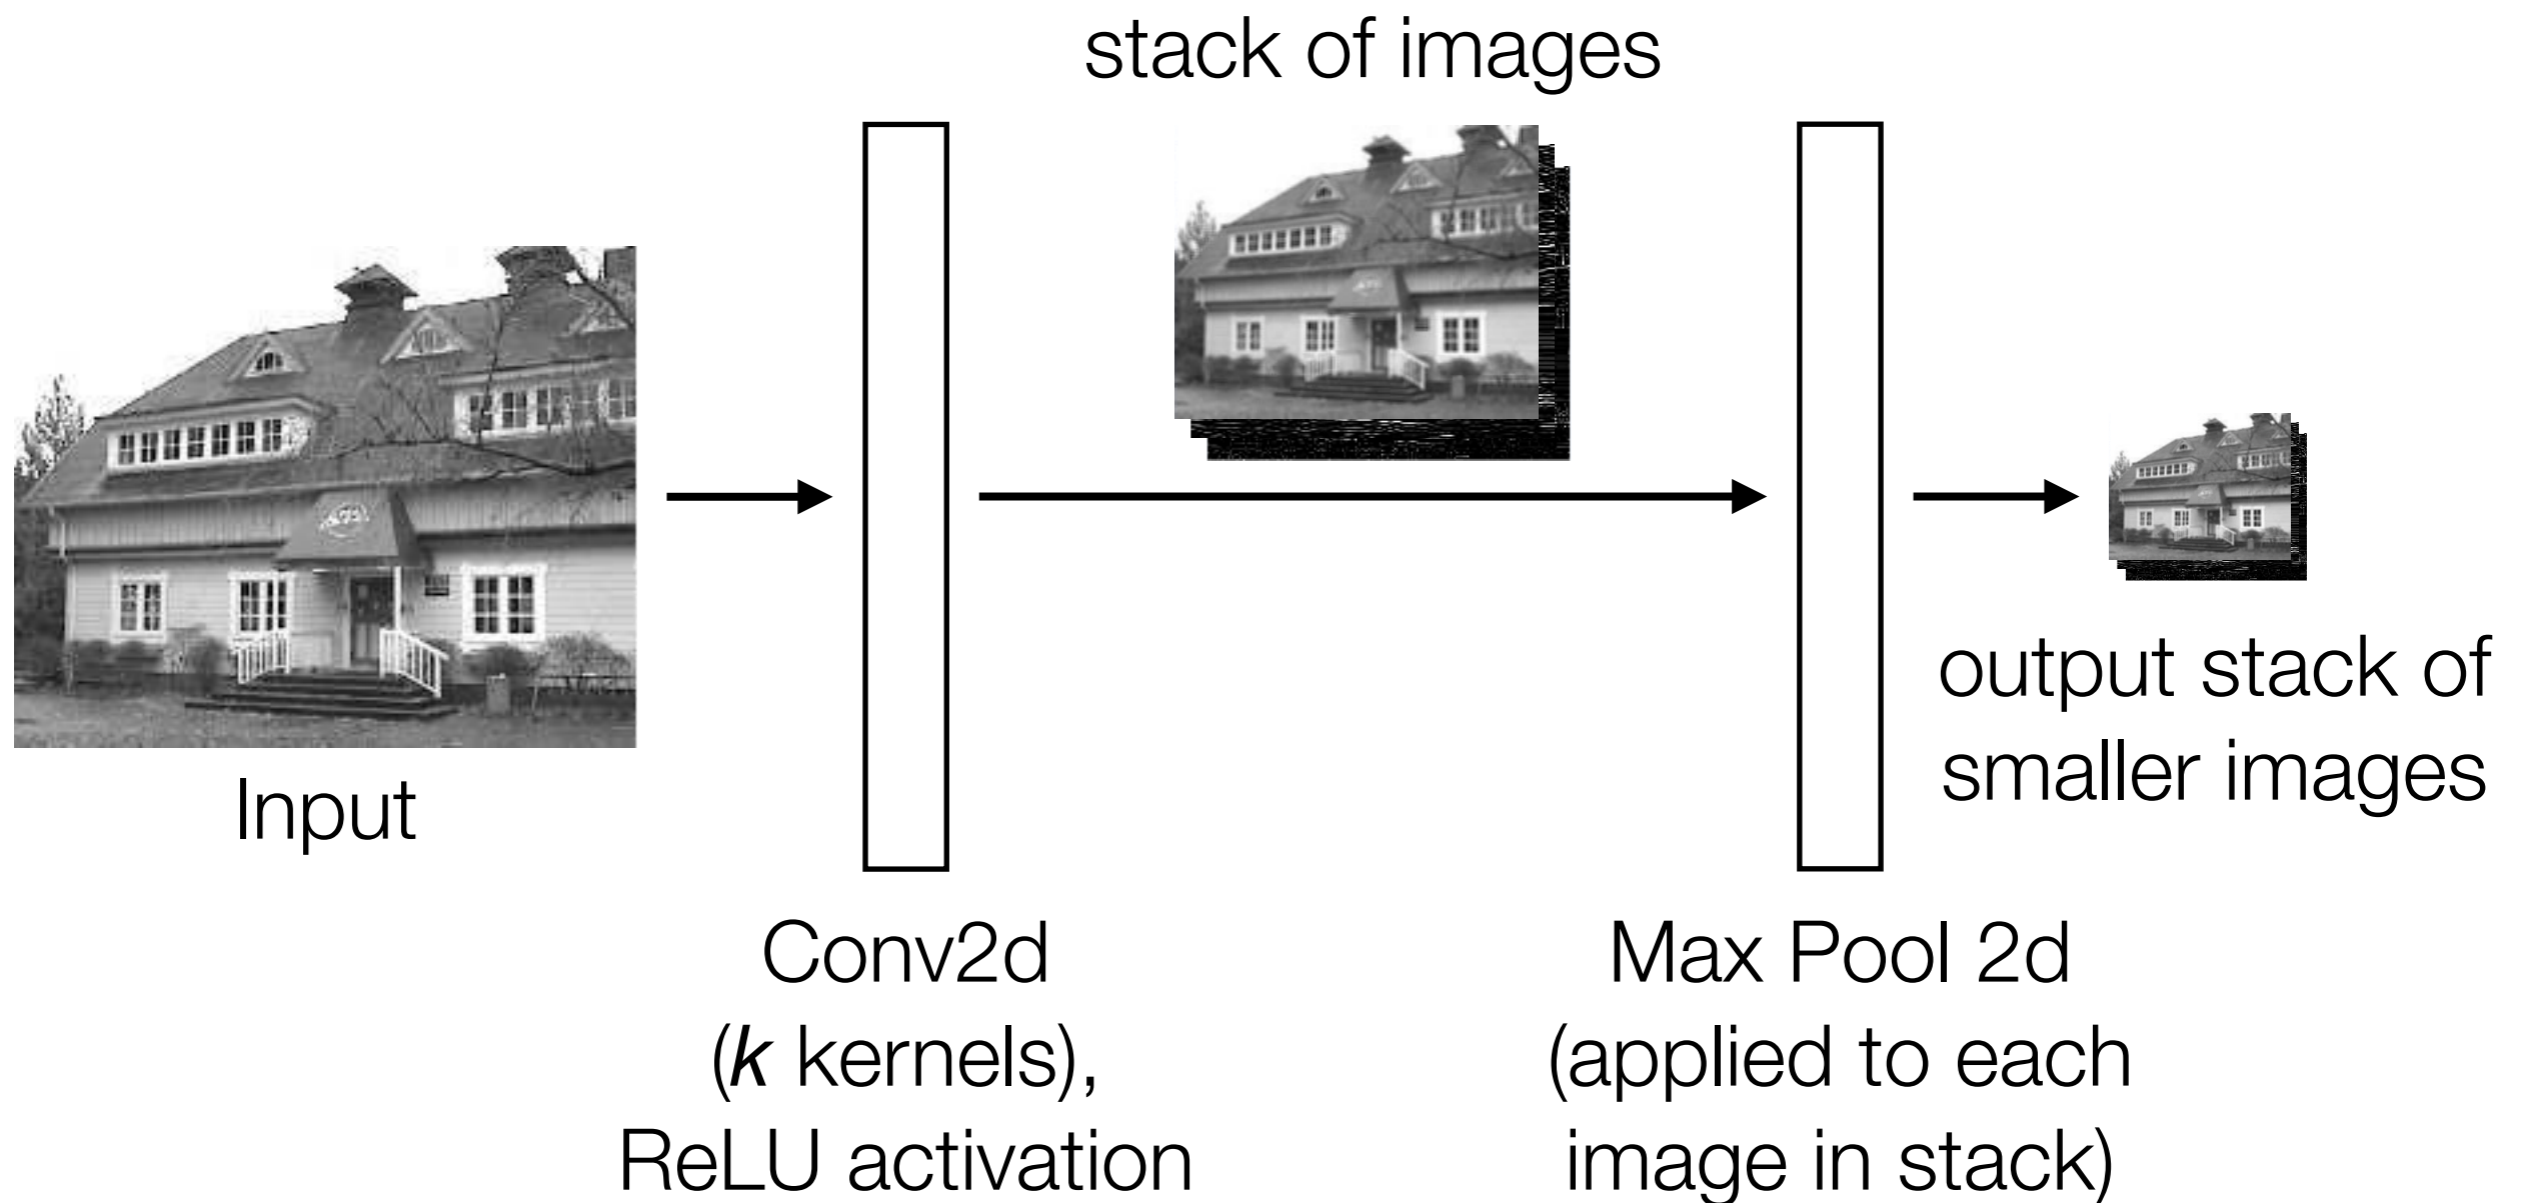 stack of images
Input
Conv2d
(k kernels),
ReLU activation
Max Pool 2d
(applied to each
image in stack)
output stack of
smaller images